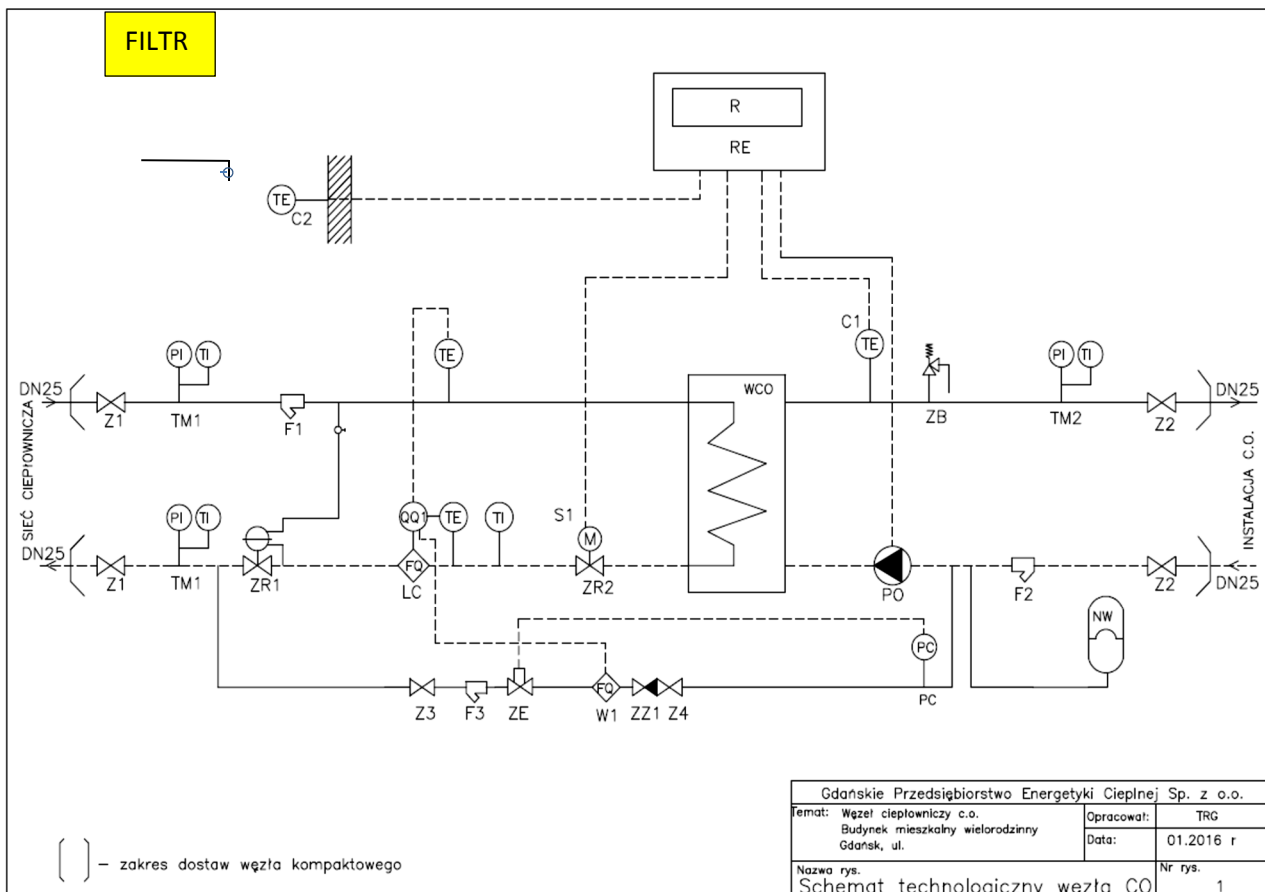 FILTR
R
RE
TE
C2
TE
C1
TE
PI TI
PI TI
WCO
DN25
DN25
Z1
TM1
F1
ZB
TM2
Z2
SIEĆ CIEPŁOWNICZA
INSTALACJA C.O.
PI TI
QQ1
TE
TI
S1
M
DN25
FQ
DN25
Z1
TM1
ZR1
LC
ZR2
PO
F2
Z2
NW
PC
FQ
Z3
F3
ZE
W1
ZZ1
Z4
PC
Gdańskie Przedsiębiorstwo Energetyki Cieplnej Sp. z o.o.
Temat: Węzeł ciepłowniczy c.o.
Budynek mieszkalny wielorodzinny
Gdańsk, ul.
Opracował: TRG
Data: 01.2016 r
Nazwa rys.
Schemat technologiczny węzła CO
Nr rys.
1
– zakres dostaw węzła kompaktowego